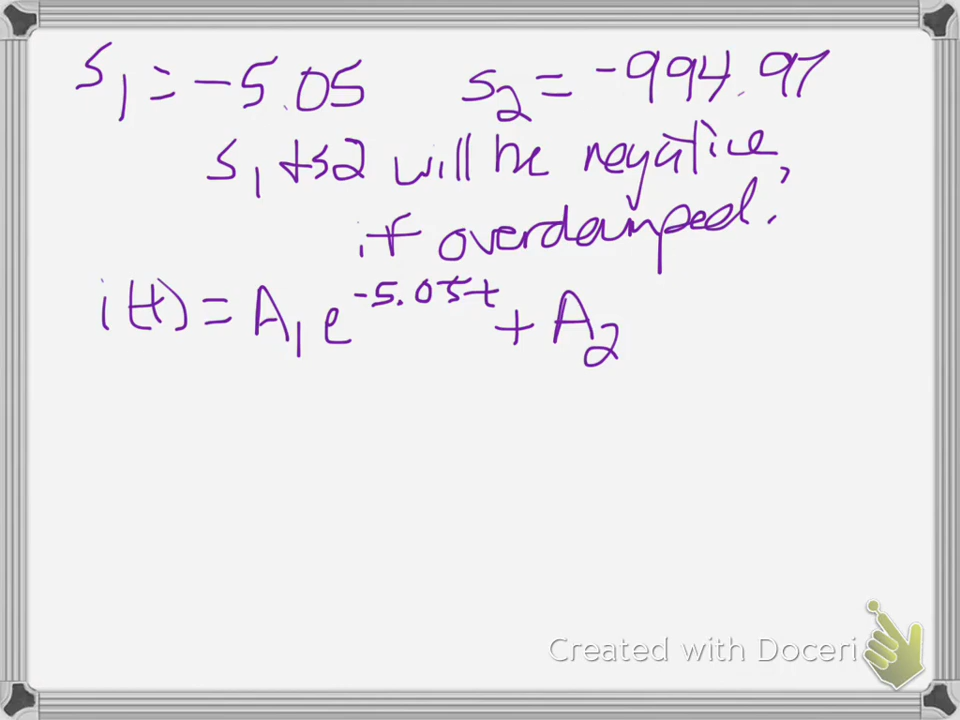 s₁ = -5.05 s₂ = -994.97
s₁ + s2 will be negative,
if overdamped.
i(t) = A₁ e^{-5.05t} + A₂
Created with Doceri